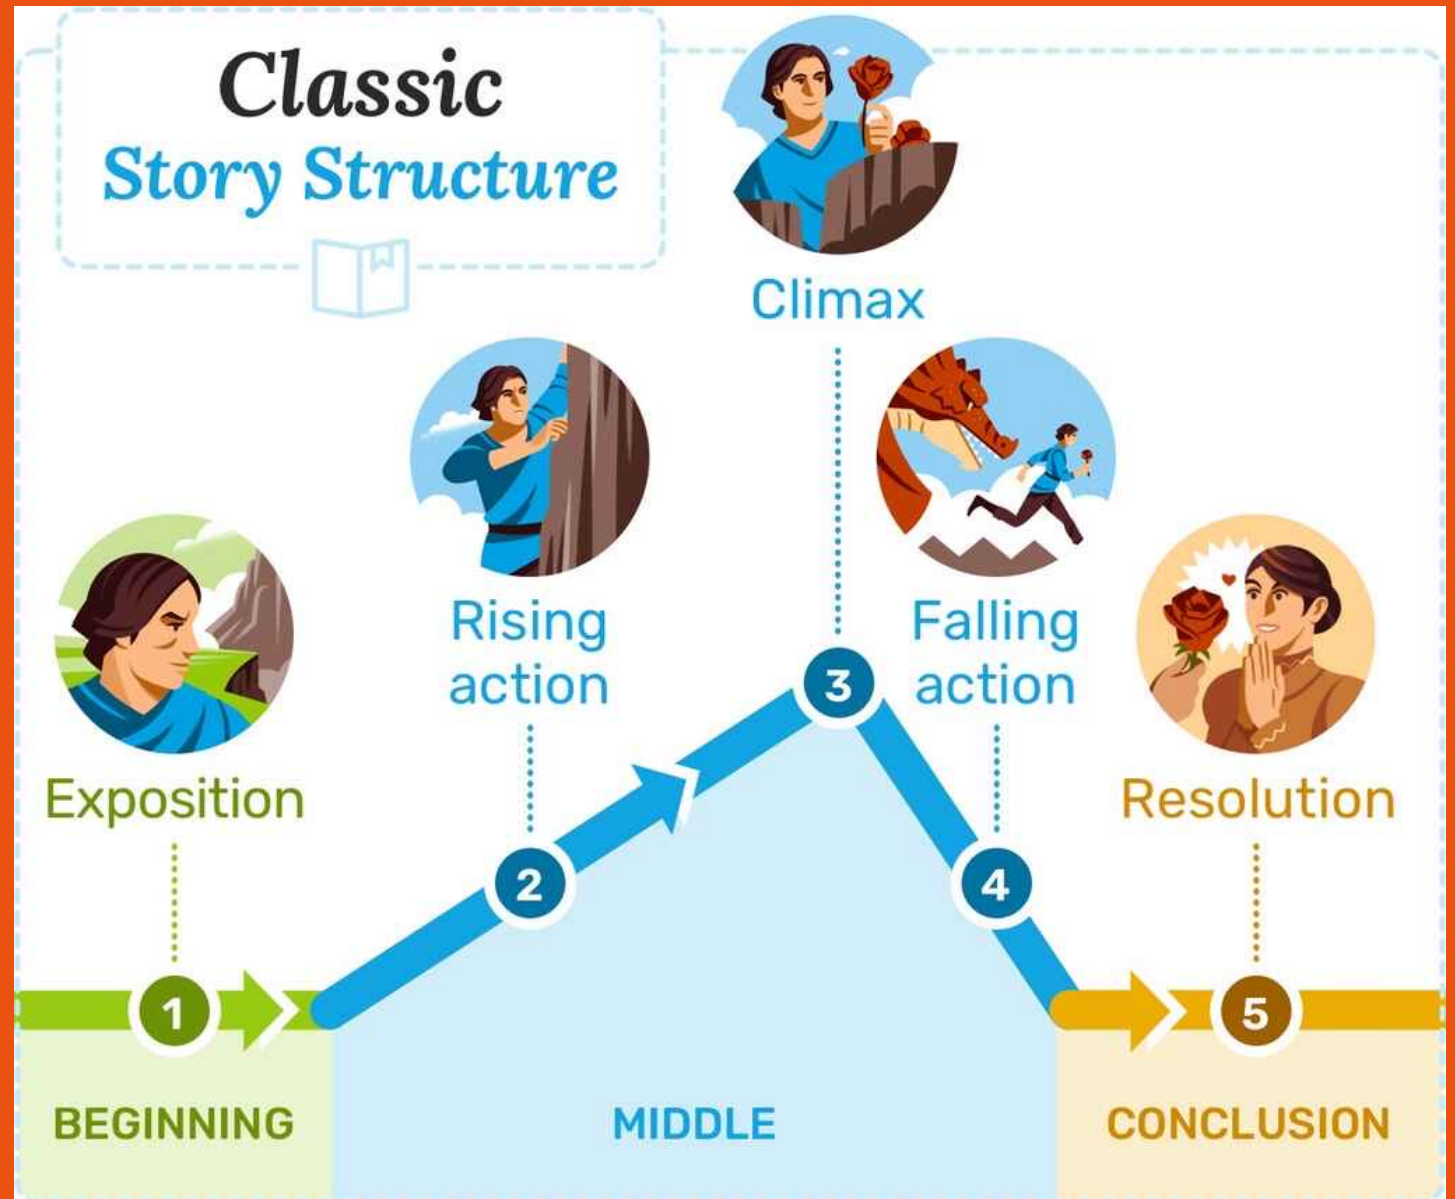 Classic
Story Structure
Climax
Rising
action
Falling
action
Exposition
Resolution
3
2
4
1
5
BEGINNING
MIDDLE
CONCLUSION